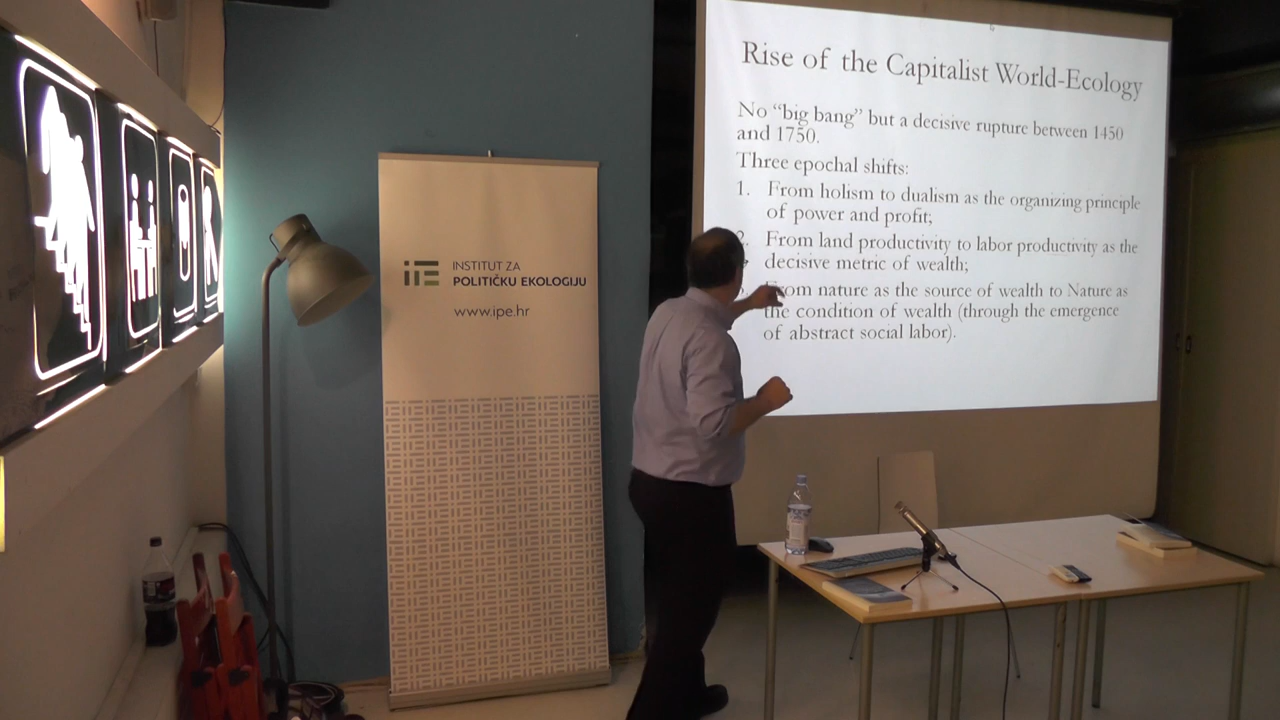 Rise of the Capitalist World-Ecology
No “big bang” but a decisive rupture between 1450
and 1750.
Three epochal shifts:
1. From holism to dualism as the organizing principle
of power and profit;
2. From land productivity to labor productivity as the
decisive metric of wealth;
From nature as the source of wealth to Nature as
the condition of wealth (through the emergence
of abstract social labor).
INSTITUT ZA
POLITIČKU EKOLOGIJU
www.ipe.hr